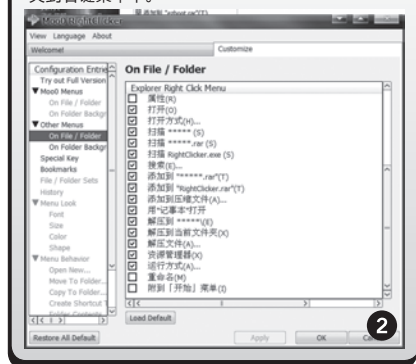 Moo0 RightClicker
View Language About
Welcome!
Customize
Configuration Entrie
Try out Full Version
Moo0 Menus
On File / Folder
On Folder Backgr
Other Menus
On File / Folder
On Folder Backgr
Special Key
Bookmarks
File / Folder Sets
History
Menu Look
Font
Size
Color
Shape
Menu Behavior
Open New...
Move To Folder...
Copy To Folder...
Create Shortcut T
Folder Contents
On File / Folder
Explorer Right Click Menu
属性(R)
打开(O)
打开方式(H)...
扫描 ***** (S)
扫描 *****.rar (S)
扫描 RightClicker.exe (S)
搜索(E)...
添加到 "*****.rar"(T)
添加到 "RightClicker.rar"(T)
添加到压缩文件(A)...
用"记事本"打开
解压到 *****\(E)
解压到当前文件夹(X)
解压文件(A)...
资源管理器(X)
运行方式(A)...
重命名(M)
附到「开始」菜单(I)
Load Default
Restore All Default
Apply
OK
2